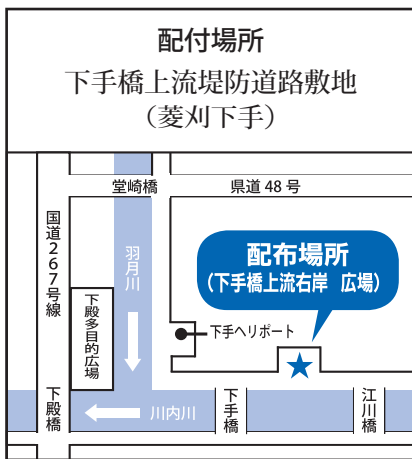 配付場所
下手橋上流堤防道路敷地
（菱刈下手）
堂崎橋
県道 48 号
国道２６７号線
羽月川
配布場所
（下手橋上流右岸　広場）
下殿多目的広場
下手ヘリポート
下殿橋
川内川
下手橋
江川橋